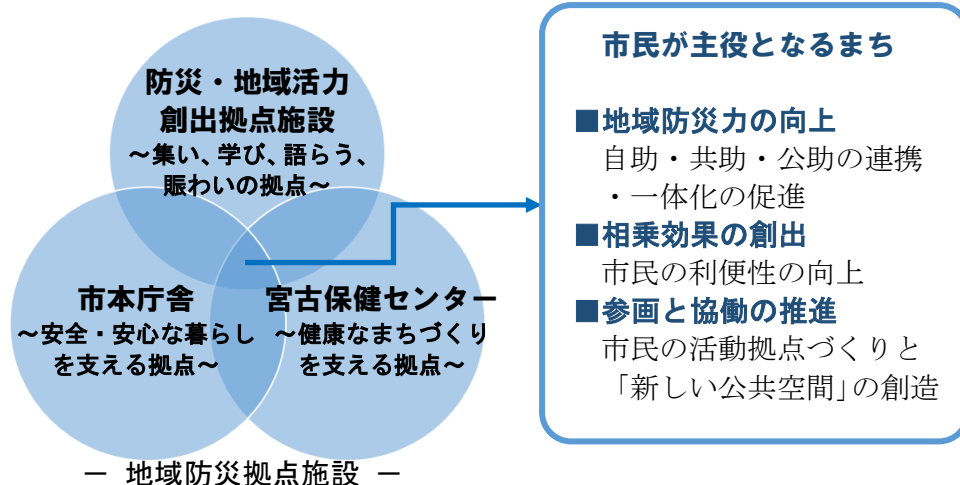 防災・地域活力
創出拠点施設
～集い、学び、語らう、
賑わいの拠点～
市本庁舎
～安全・安心な暮らし
を支える拠点～
宮古保健センター
～健康なまちづくり
を支える拠点～
－ 地域防災拠点施設 －
市民が主役となるまち
■地域防災力の向上
自助・共助・公助の連携
・一体化の促進
■相乗効果の創出
市民の利便性の向上
■参画と協働の推進
市民の活動拠点づくりと
「新しい公共空間」の創造